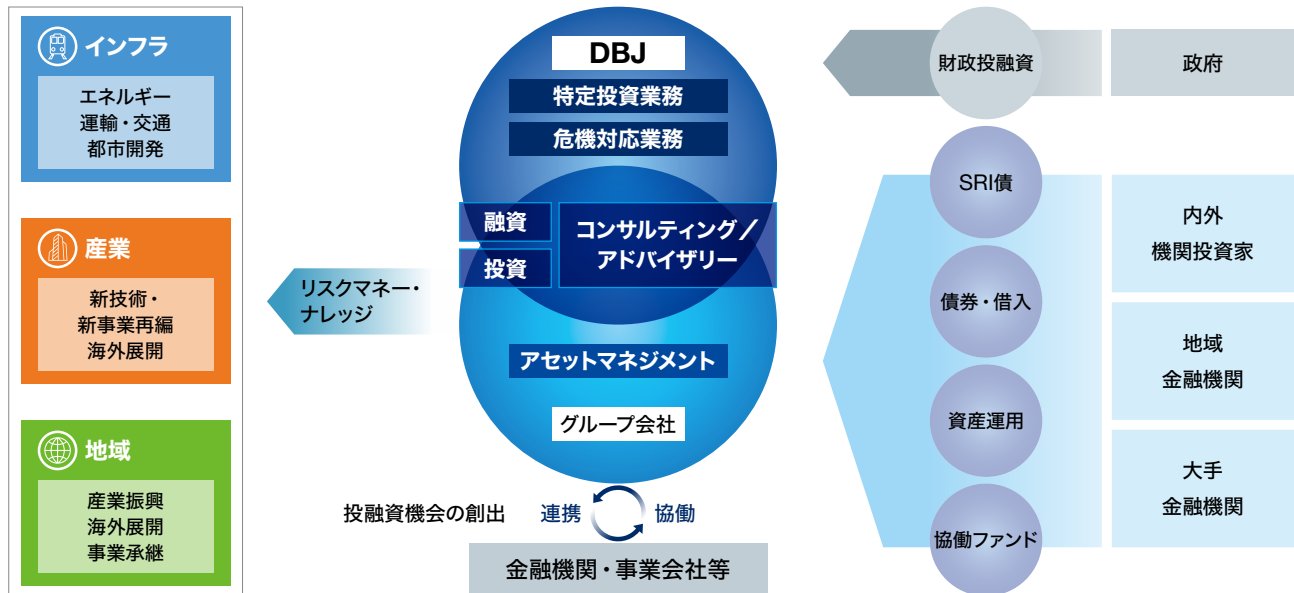 インフラ
エネルギー
運輸・交通
都市開発
産業
新技術・
新事業再編
海外展開
地域
産業振興
海外展開
事業承継
リスクマネー・
ナレッジ
DBJ
特定投資業務
危機対応業務
融資
投資
コンサルティング／
アドバイザリー
アセットマネジメント
グループ会社
投融資機会の創出
連携
協働
金融機関・事業会社等
財政投融資
SRI債
債券・借入
資産運用
協働ファンド
政府
内外
機関投資家
地域
金融機関
大手
金融機関